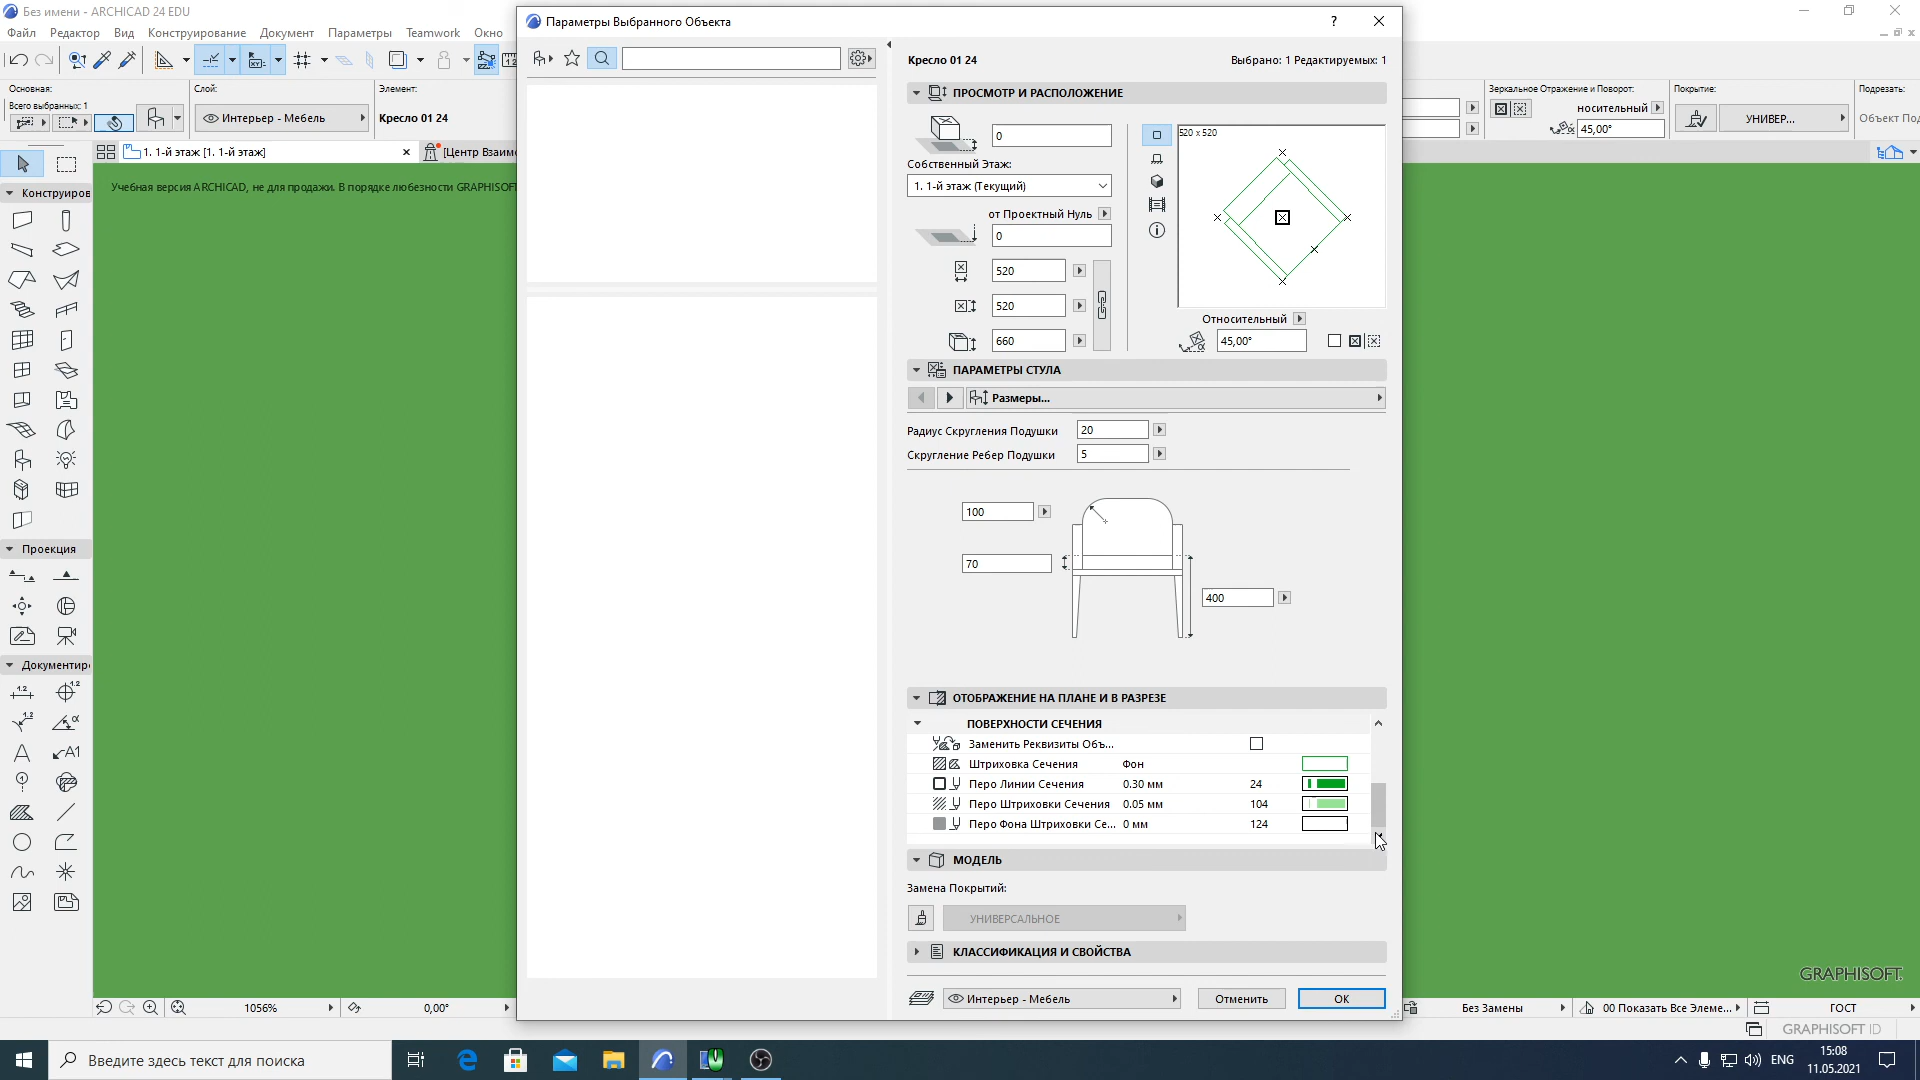 Без имени - ARCHICAD 24 EDU
Файл Редактор Вид Конструирование Документ Параметры Teamwork Окно
Основная:
Всего выбранных: 1
Слой:
Интерьер - Мебель
Элемент:
Кресло 01 24
1. 1-й этаж [1. 1-й этаж]
[Центр Взаимо
Учебная версия ARCHICAD, не для продажи. В порядке любезности GRAPHISOFT
Конструиров
Проекция
Документир
Параметры Выбранного Объекта
?
Кресло 01 24
Выбрано: 1 Редактируемых: 1
ПРОСМОТР И РАСПОЛОЖЕНИЕ
0
Собственный Этаж:
1. 1-й этаж (Текущий)
от Проектный Нуль
0
520
520
660
520 x 520
Относительный
45,00°
ПАРАМЕТРЫ СТУЛА
Размеры...
Радиус Скругления Подушки 20
Скругление Ребер Подушки 5
100
70
400
ОТОБРАЖЕНИЕ НА ПЛАНЕ И В РАЗРЕЗЕ
ПОВЕРХНОСТИ СЕЧЕНИЯ
Заменить Реквизиты Объ...
Штриховка Сечения Фон
Перо Линии Сечения 0.30 мм 24
Перо Штриховки Сечения 0.05 мм 104
Перо Фона Штриховки Се... 0 мм 124
МОДЕЛЬ
Замена Покрытий:
УНИВЕРСАЛЬНОЕ
КЛАССИФИКАЦИЯ И СВОЙСТВА
Интерьер - Мебель
Отменить
ОК
Зеркальное Отражение и Поворот:
носительный
45,00°
Покрытие:
УНИВЕР...
Подрезать:
Объект Под
GRAPHISOFT
1056%
0,00°
Без Замены
00 Показать Все Элеме...
ГОСТ
GRAPHISOFT ID
Введите здесь текст для поиска
ENG
15:08
11.05.2021